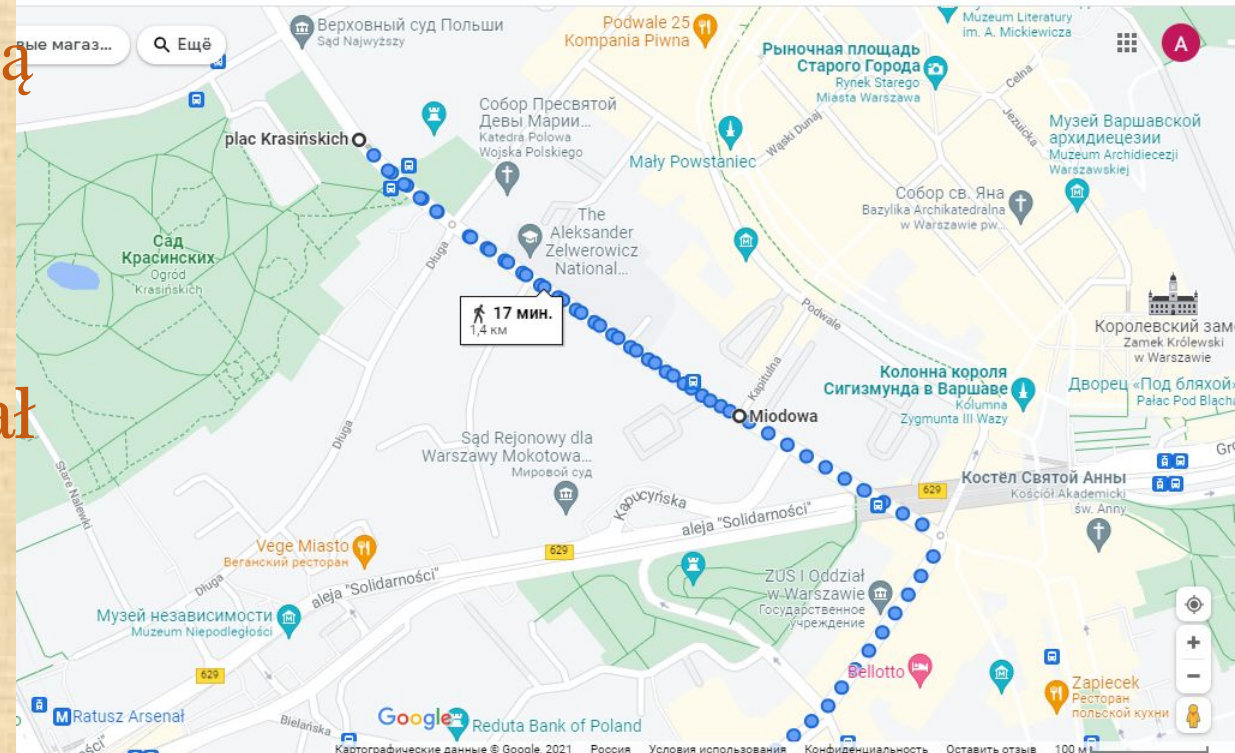 ą
ał
вые магаз...
Ещё
A
Верховный суд Польши
Sąd Najwyższy
Podwale 25
Kompania Piwna
Muzeum Literatury
im. A. Mickiewicza
Рыночная площадь
Старого Города
Rynek Starego
Miasta Warszawa
Celna
Jezuicka
plac Krasińskich
Собор Пресвятой
Девы Марии...
Katedra Polowa
Wojska Polskiego
Mały Powstaniec
Wąski Dunaj
Музей Варшавской
архидиецезии
Muzeum Archidiecezji
Warszawskiej
Собор св. Яна
Bazylika Archikatedralna
w Warszawie pw...
Сад
Красинских
Ogród
Krasińskich
Długa
The
Aleksander
Zelwerowicz
National...
17 мин.
1,4 км
Podwale
Королевский зам
Zamek Królewski
w Warszawie
Колонна короля
Сигизмунда в Варшаве
Kolumna
Zygmunta III Wazy
Дворец «Под бляхой»
Pałac Pod Blacha
Kapitulna
Miodowa
Długa
Sąd Rejonowy dla
Warszawy Mokotowa...
Мировой суд
Stare Nalewki
Kapucyńska
aleja "Solidarności"
629
Костёл Святой Анны
Kościół Akademicki
św. Anny
Gro
Vege Miasto
Веганский ресторан
629
Długa
aleja "Solidarności"
ZUS I Oddział
w Warszawie
Государственное
учреждение
Музей независимости
Muzeum Niepodległości
629
Bellotto
Zapiecek
Ресторан
польской кухни
Ratusz Arsenał
Bielańska
Google
Reduta Bank of Poland
Картографические данные © Google, 2021 Россия Условия использования Конфиденциальность Оставить отзыв 100 м